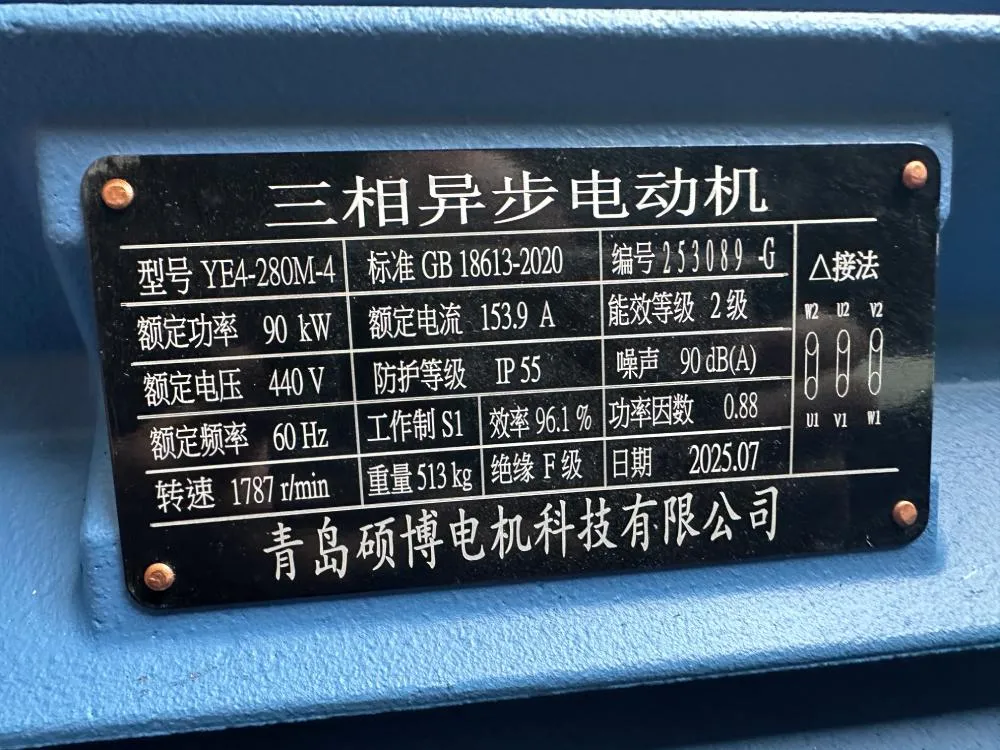 三相异步电动机
型号 YE4-280M-4 标准 GB 18613-2020 编号 253089 -G △接法
额定功率 90 kW 额定电流 153.9 A 能效等级 2 级
W2 U2 V2
额定电压 440 V 防护等级 IP 55 噪声 90 dB(A)
额定频率 60 Hz 工作制 S1 效率 96.1 % 功率因数 0.88
U1 V1 W1
转速 1787 r/min 重量 513 kg 绝缘 F 级 日期 2025.07
青岛硕博电机科技有限公司